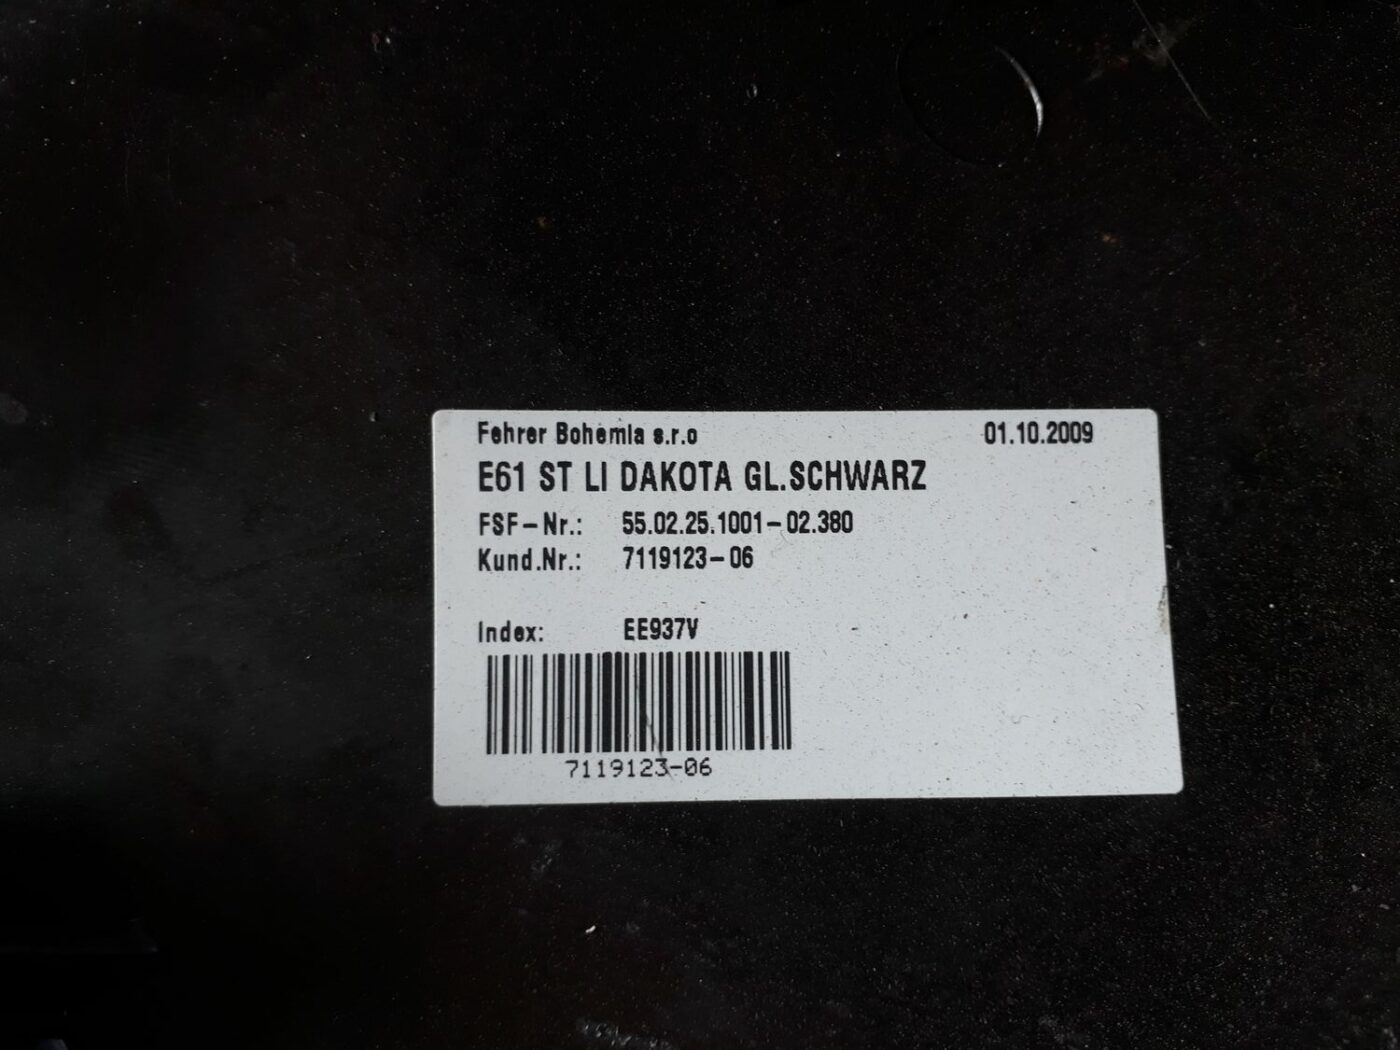 Fehrer Bohemia s.r.o 01.10.2009
E61 ST LI DAKOTA GL.SCHWARZ
FSF-Nr.: 55.02.25.1001-02.380
Kund.Nr.: 7119123-06
Index: EE937V
7119123-06